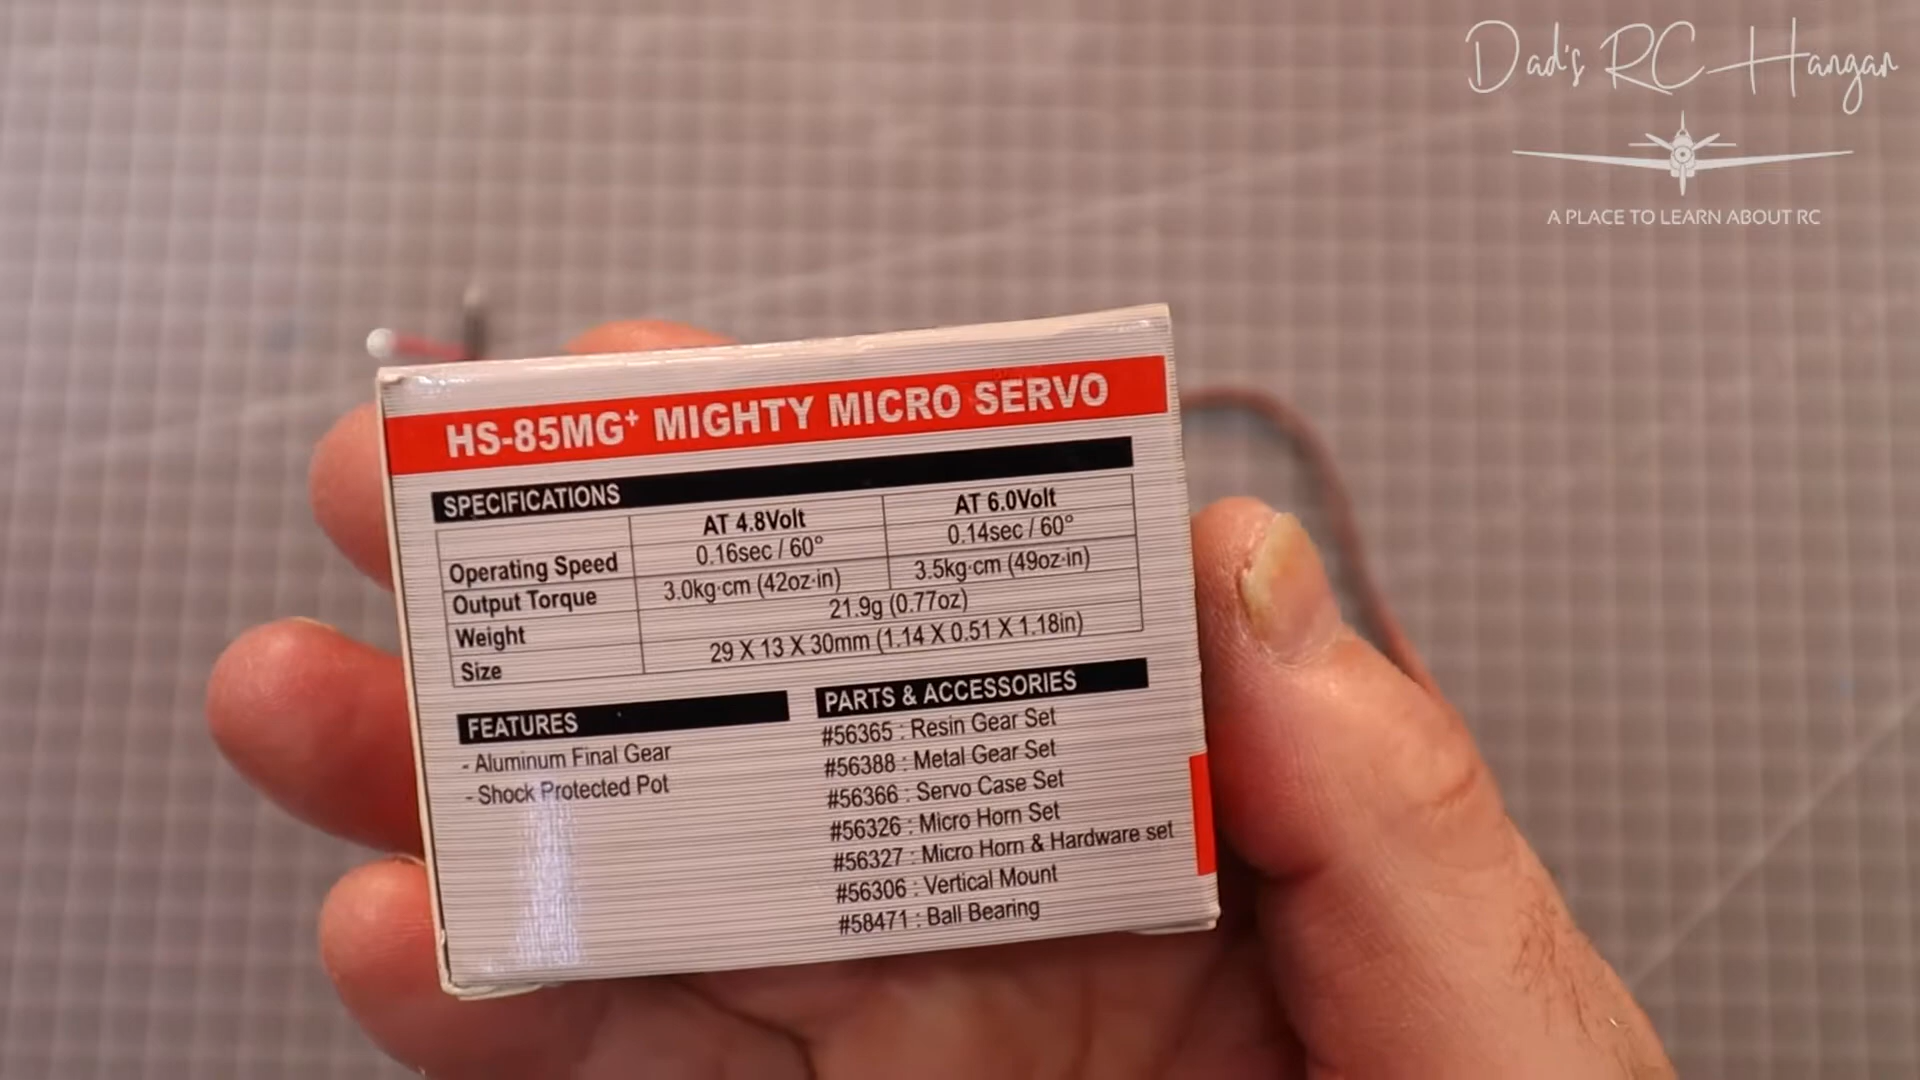 Dad's RC Hangar
A PLACE TO LEARN ABOUT RC
HS-85MG+ MIGHTY MICRO SERVO
SPECIFICATIONS
AT 4.8Volt AT 6.0Volt
Operating Speed 0.16sec / 60° 0.14sec / 60°
Output Torque 3.0kg·cm (42oz·in) 3.5kg·cm (49oz·in)
Weight 21.9g (0.77oz)
Size 29 X 13 X 30mm (1.14 X 0.51 X 1.18in)
FEATURES
- Aluminum Final Gear
- Shock Protected Pot
PARTS & ACCESSORIES
#56365 : Resin Gear Set
#56388 : Metal Gear Set
#56366 : Servo Case Set
#56326 : Micro Horn Set
#56327 : Micro Horn & Hardware set
#56306 : Vertical Mount
#58471 : Ball Bearing